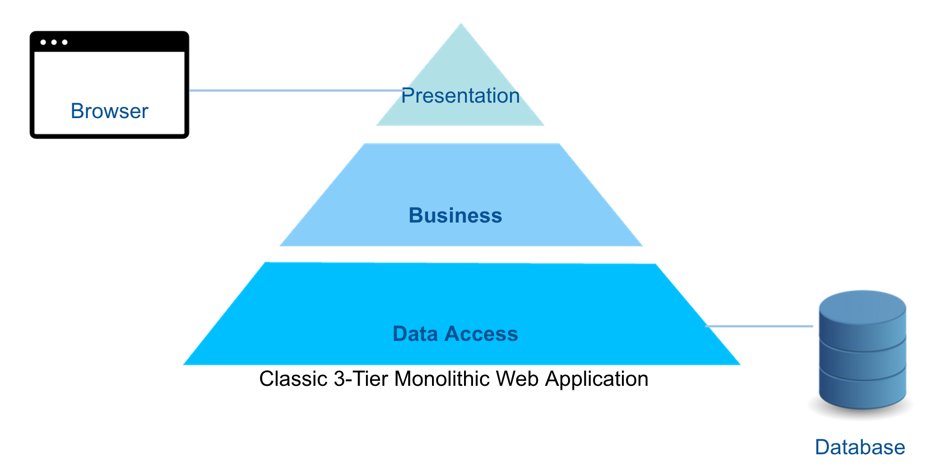 Presentation
Browser
Business
Data Access
Classic 3-Tier Monolithic Web Application
Database